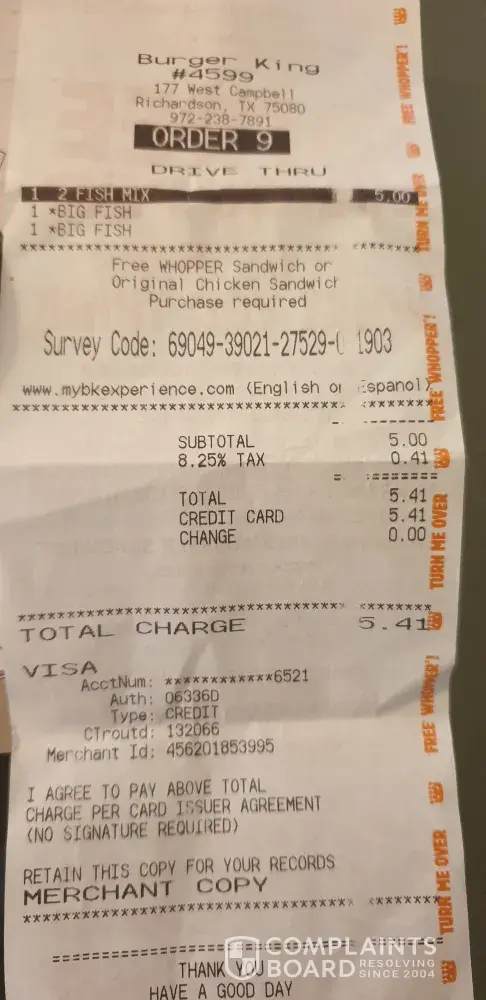 Burger King
#4599
177 West Campbell
Richardson, TX 75080
972-238-7891
ORDER 9
DRIVE THRU
1 2 FISH MIX 5.00
1 *BIG FISH
1 *BIG FISH
****************************************
Free WHOPPER Sandwich or
Original Chicken Sandwich
Purchase required
Survey Code: 69049-39021-27529-( 1903
www.mybkexperience.com (English or Espanol)
****************************************
SUBTOTAL 5.00
8.25% TAX 0.41
TOTAL 5.41
CREDIT CARD 5.41
CHANGE 0.00
****************************************
TOTAL CHARGE 5.41
VISA
AcctNum: ************6521
Auth: 06336D
Type: CREDIT
CTroutd: 132066
Merchant Id: 456201853995
I AGREE TO PAY ABOVE TOTAL
CHARGE PER CARD ISSUER AGREEMENT
(NO SIGNATURE REQUIRED)
RETAIN THIS COPY FOR YOUR RECORDS
MERCHANT COPY
****************************************
========================================
THANK YOU
HAVE A GOOD DAY
FREE WHOPPER!
TURN ME OVER
FREE WHOPPER!
TURN ME OVER
FREE WHOPPER!
TURN ME OVER
COMPLAINTS
BOARD RESOLVING
SINCE 2004